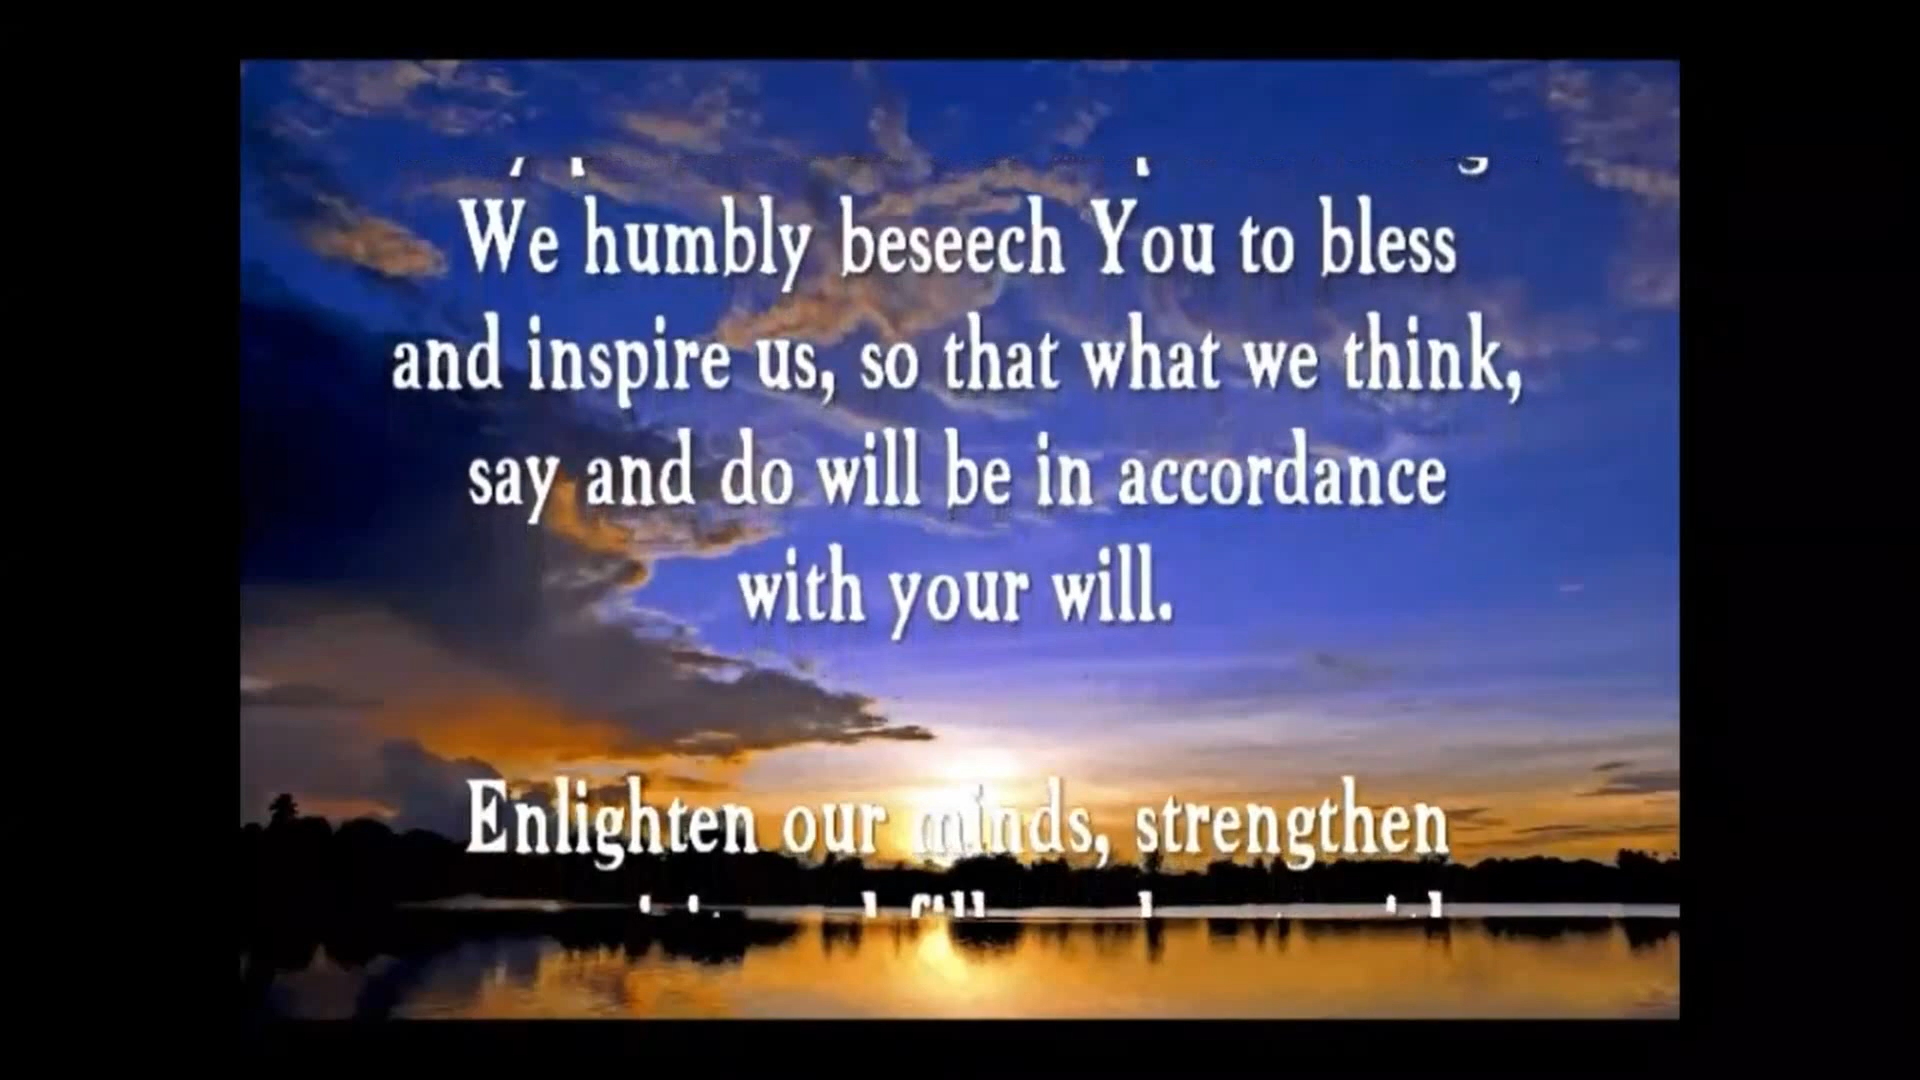 We humbly beseech You to bless
and inspire us, so that what we think,
say and do will be in accordance
with your will.
Enlighten our minds, strengthen